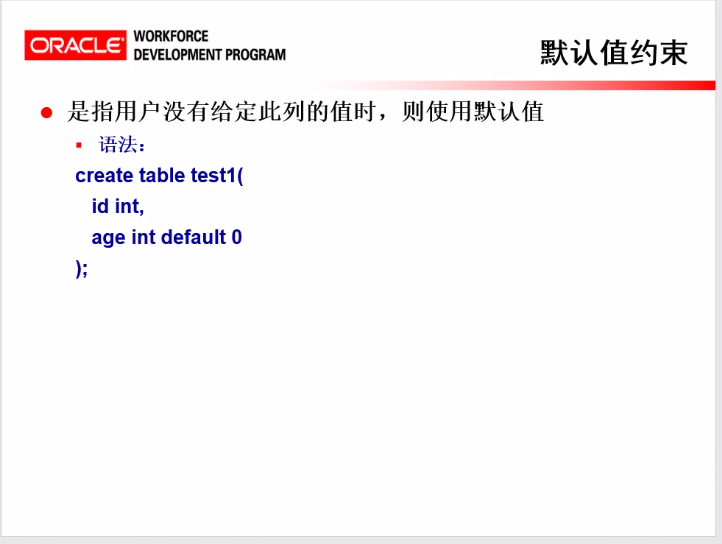 ORACLE
WORKFORCE
DEVELOPMENT PROGRAM
默认值约束
是指用户没有给定此列的值时，则使用默认值
语法：
create table test1(
id int,
age int default 0
);